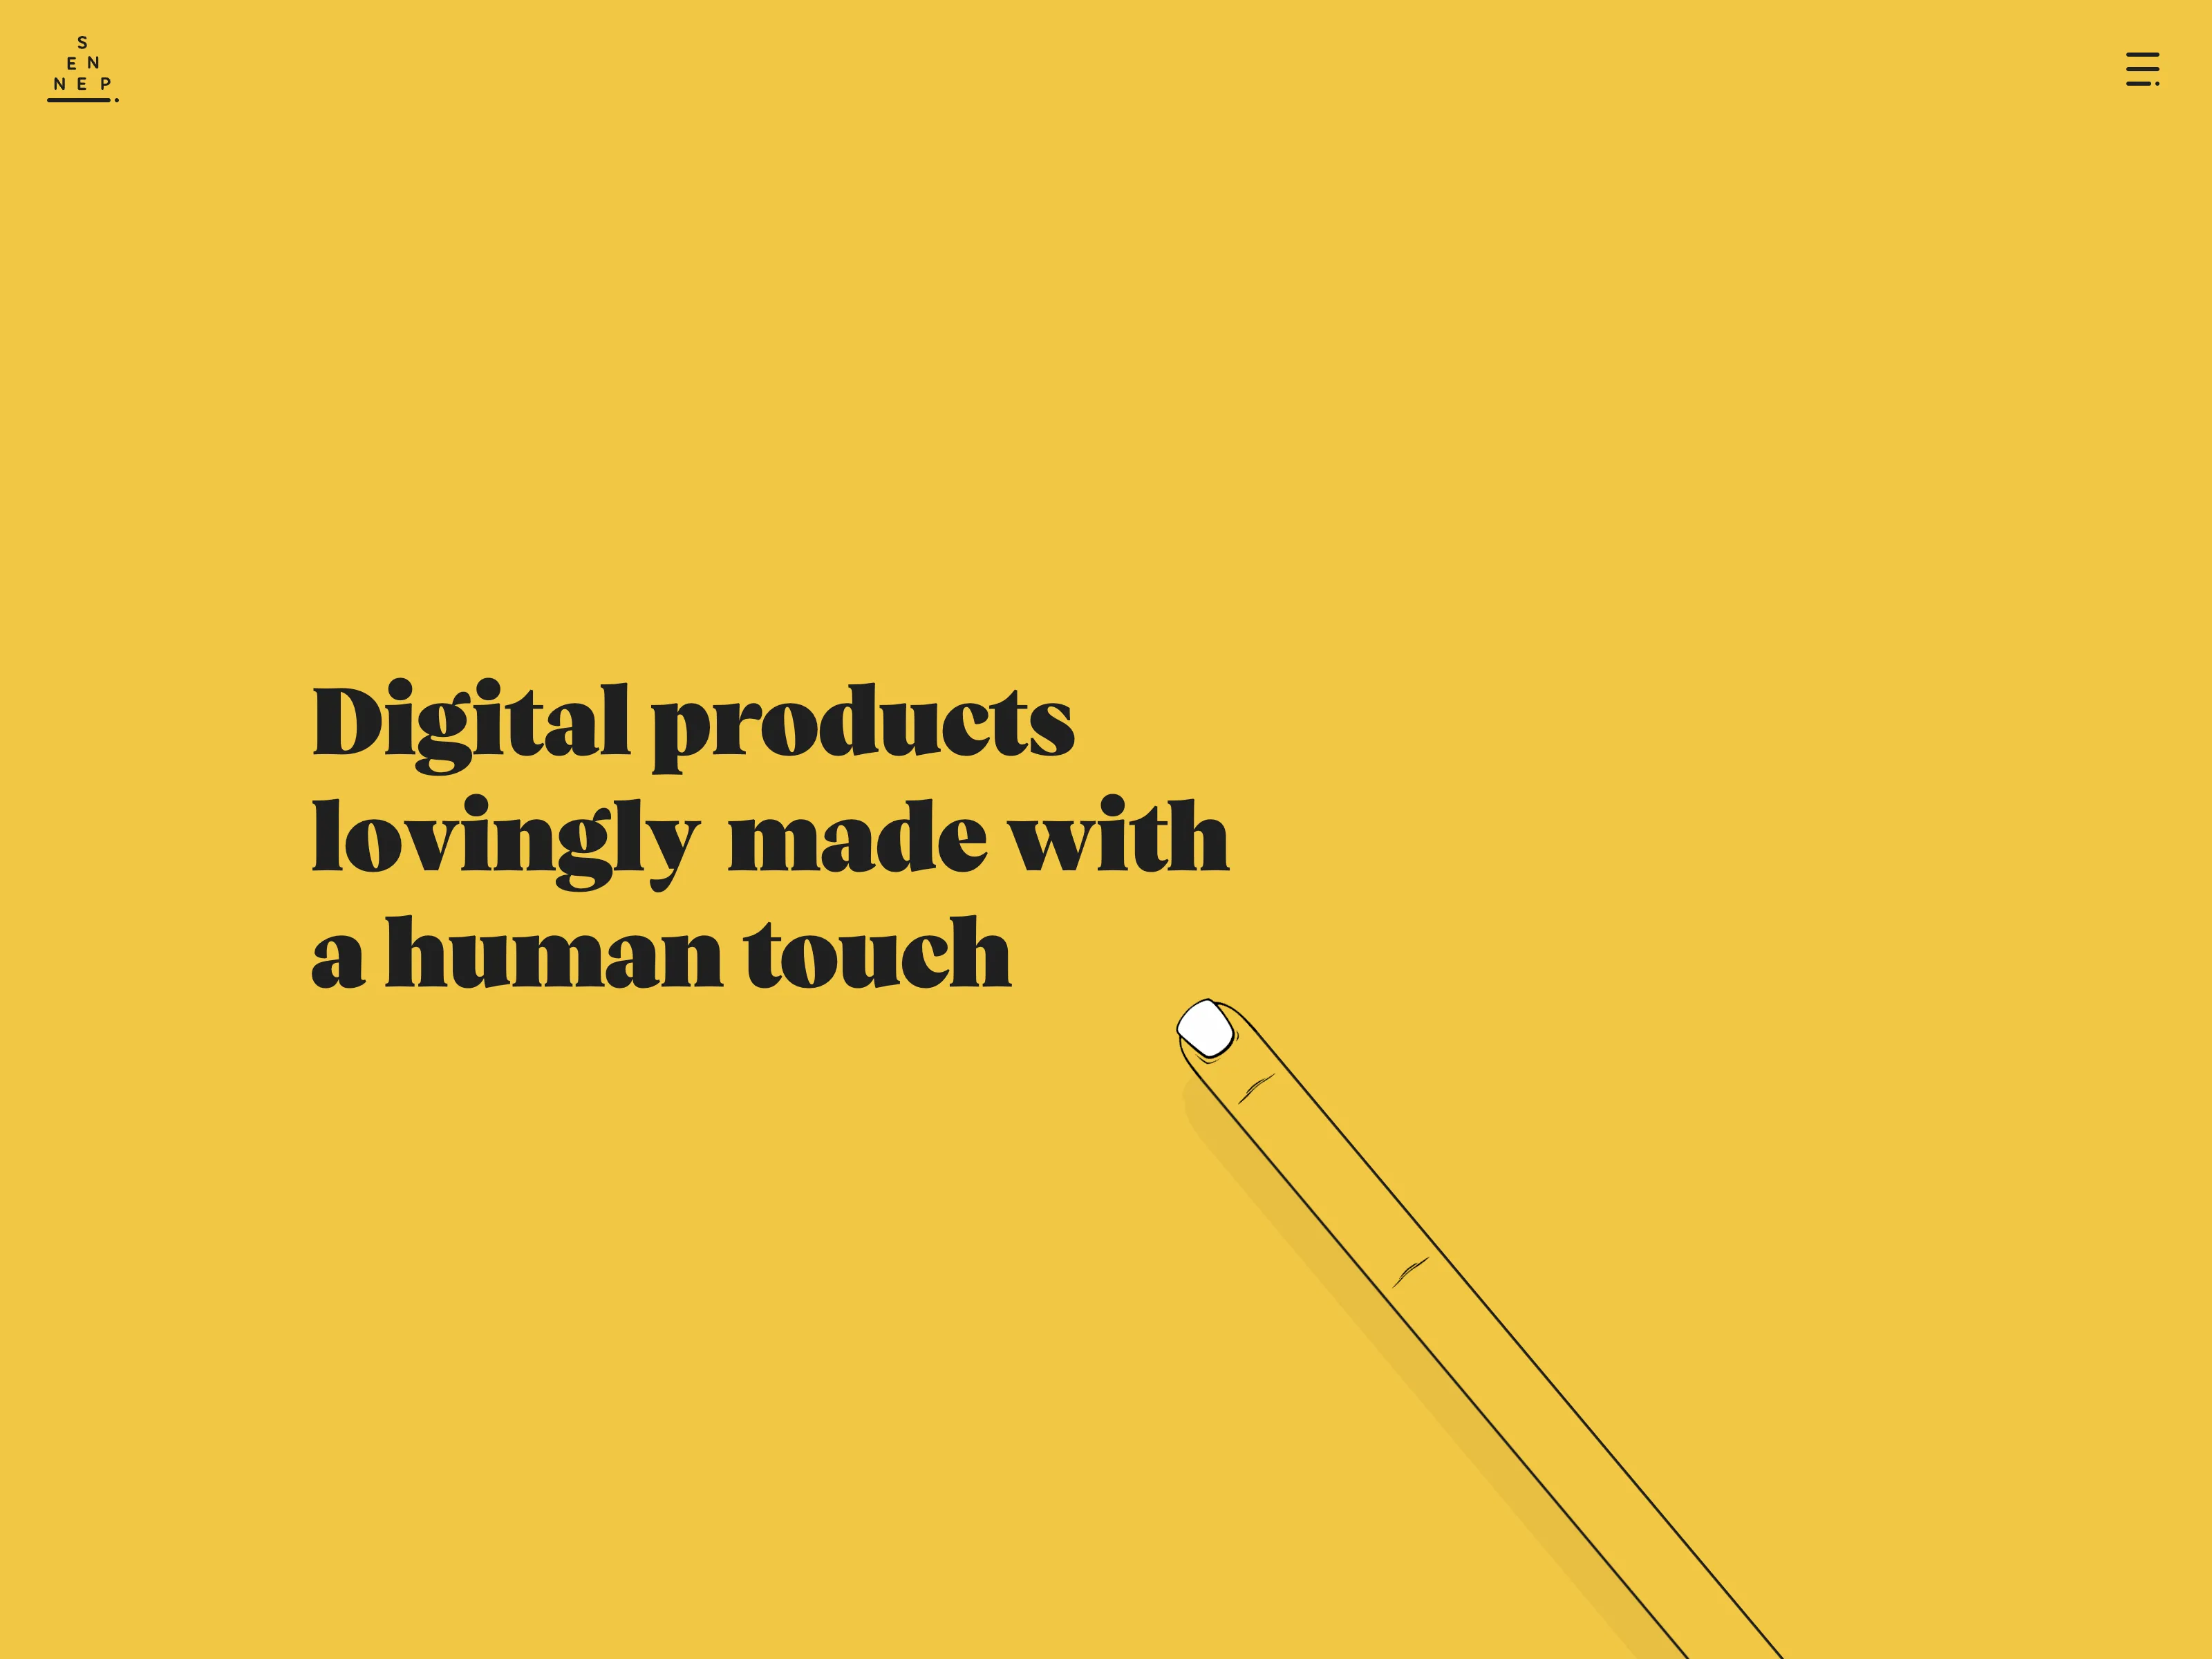 S
EN
NEP.
Digital products
lovingly made with
a human touch